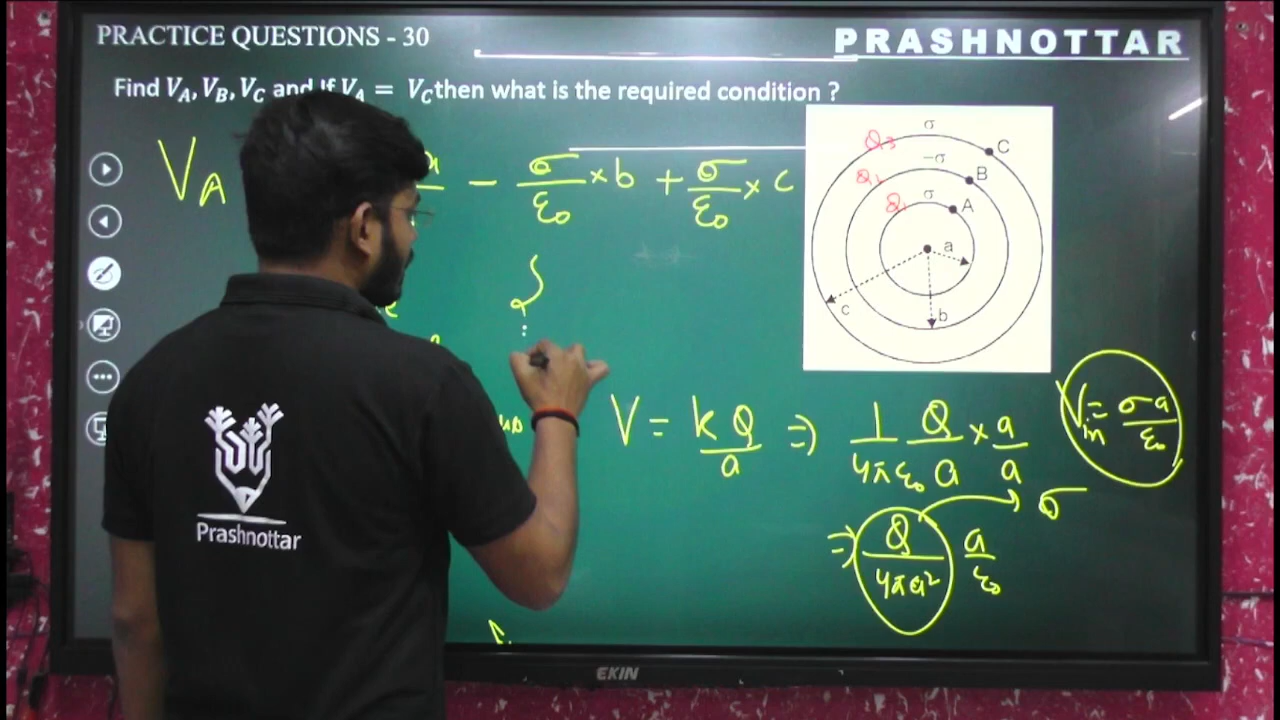 PRACTICE QUESTIONS - 30
PRASHNOTTAR
Find V_A, V_B, V_C and If V_A = V_C then what is the required condition ?
V_A − σ/ε₀ × b + σ/ε₀ × c
σ
Q3
C
−σ
Q2
B
σ
Q1
A
a
c
b
V = kQ/a ⇒ 1/4πε₀ Q/a × a/a
V_in = σa/ε₀
σ
⇒ Q/4πa² a/ε₀
Prashnottar
EKIN